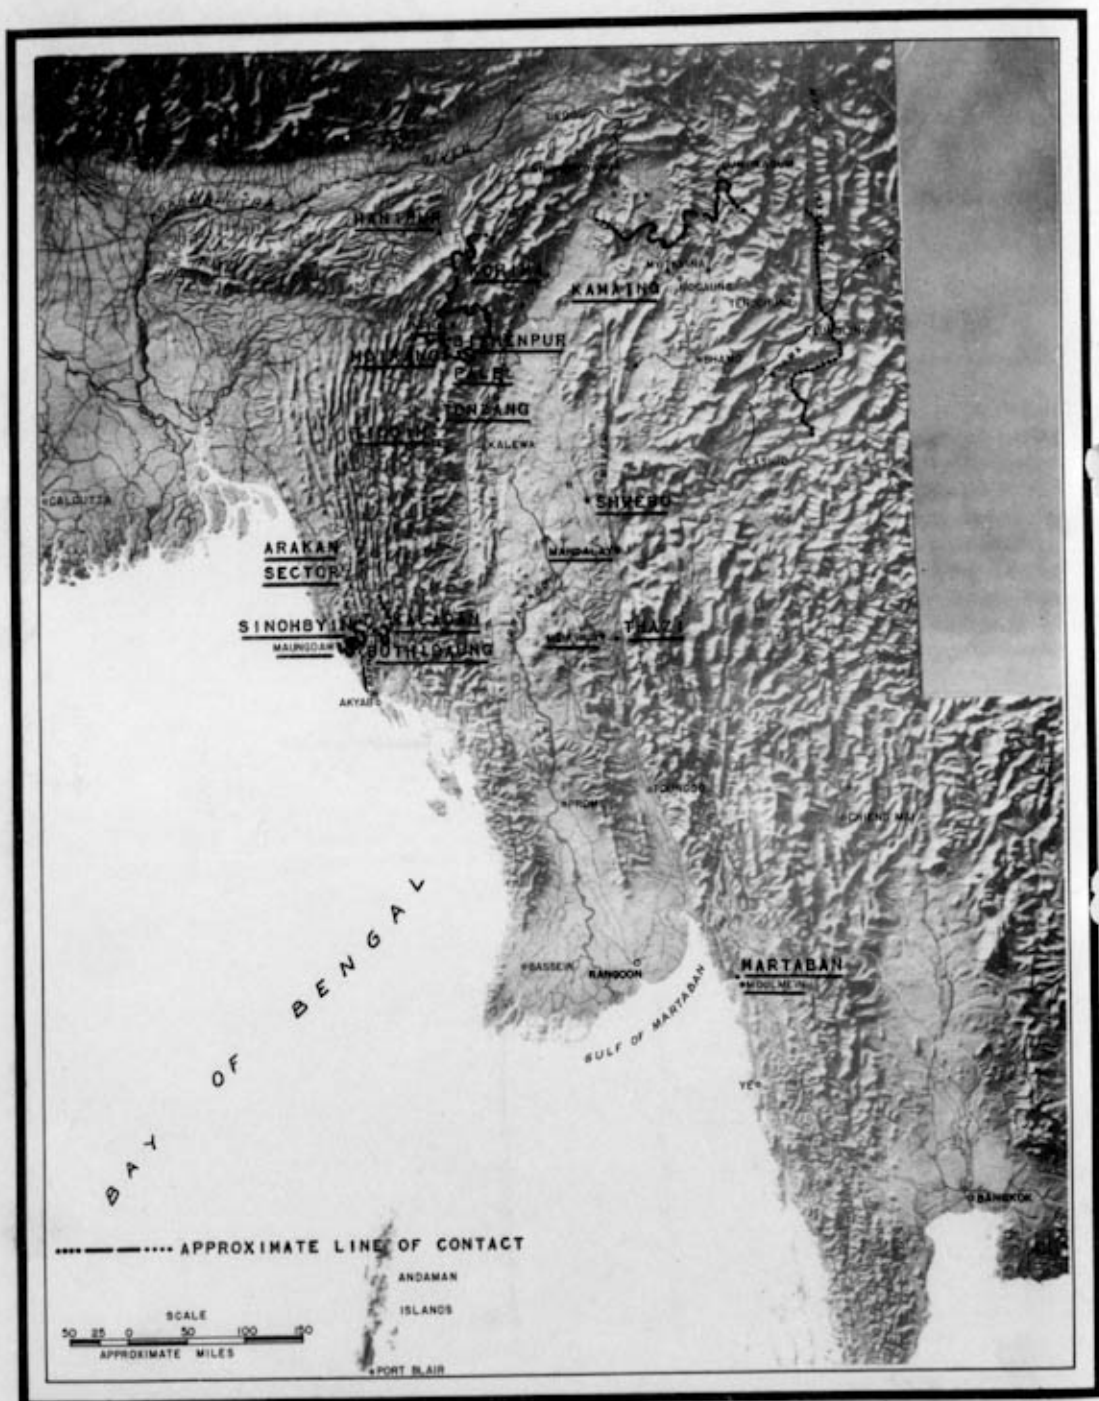 MANIPUR
KOHIMA
KAMAING
MOGAUNG
BISHENPUR
PALEL
BHAMO
TONZANG
KALEWA
CALCUTTA
SHWEBO
ARAKAN
SECTOR
MANDALAY
SINOHBYIN
KALADAN
THAZI
MAUNGDAW
BUTHIDAUNG
AKYAB
PROME
TOUNGOO
CHIENG MAI
BAY OF BENGAL
BASSEIN
RANGOON
MARTABAN
MOULMEIN
GULF OF MARTABAN
YE
BANGKOK
APPROXIMATE LINE OF CONTACT
ANDAMAN
ISLANDS
SCALE
50 25 0 50 100 150
APPROXIMATE MILES
PORT BLAIR